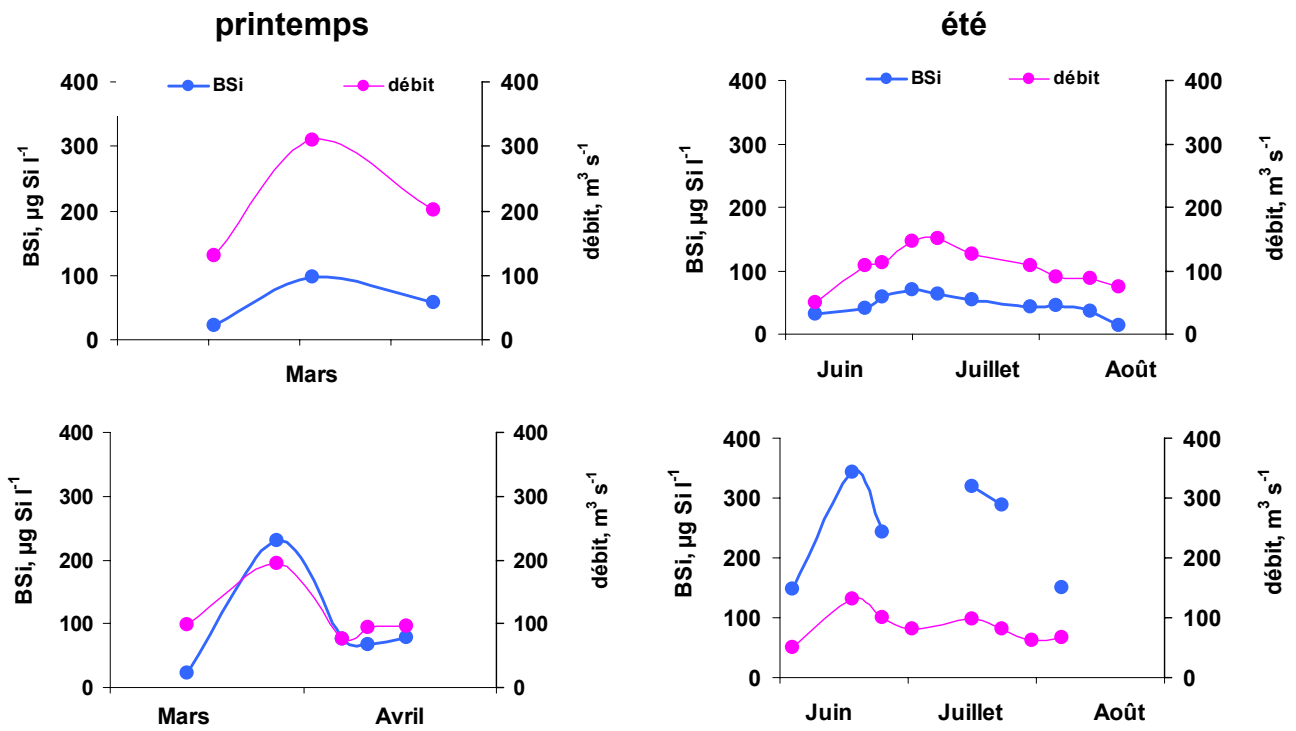 printemps
été
BSi
débit
400
300
200
100
0
BSi, µg Si l⁻¹
400
300
200
100
0
débit, m³ s⁻¹
Mars
BSi
débit
400
300
200
100
0
BSi, µg Si l⁻¹
400
300
200
100
0
débit, m³ s⁻¹
Juin Juillet Août
400
300
200
100
0
BSi, µg Si l⁻¹
400
300
200
100
0
débit, m³ s⁻¹
Mars Avril
400
300
200
100
0
BSi, µg Si l⁻¹
400
300
200
100
0
débit, m³ s⁻¹
Juin Juillet Août